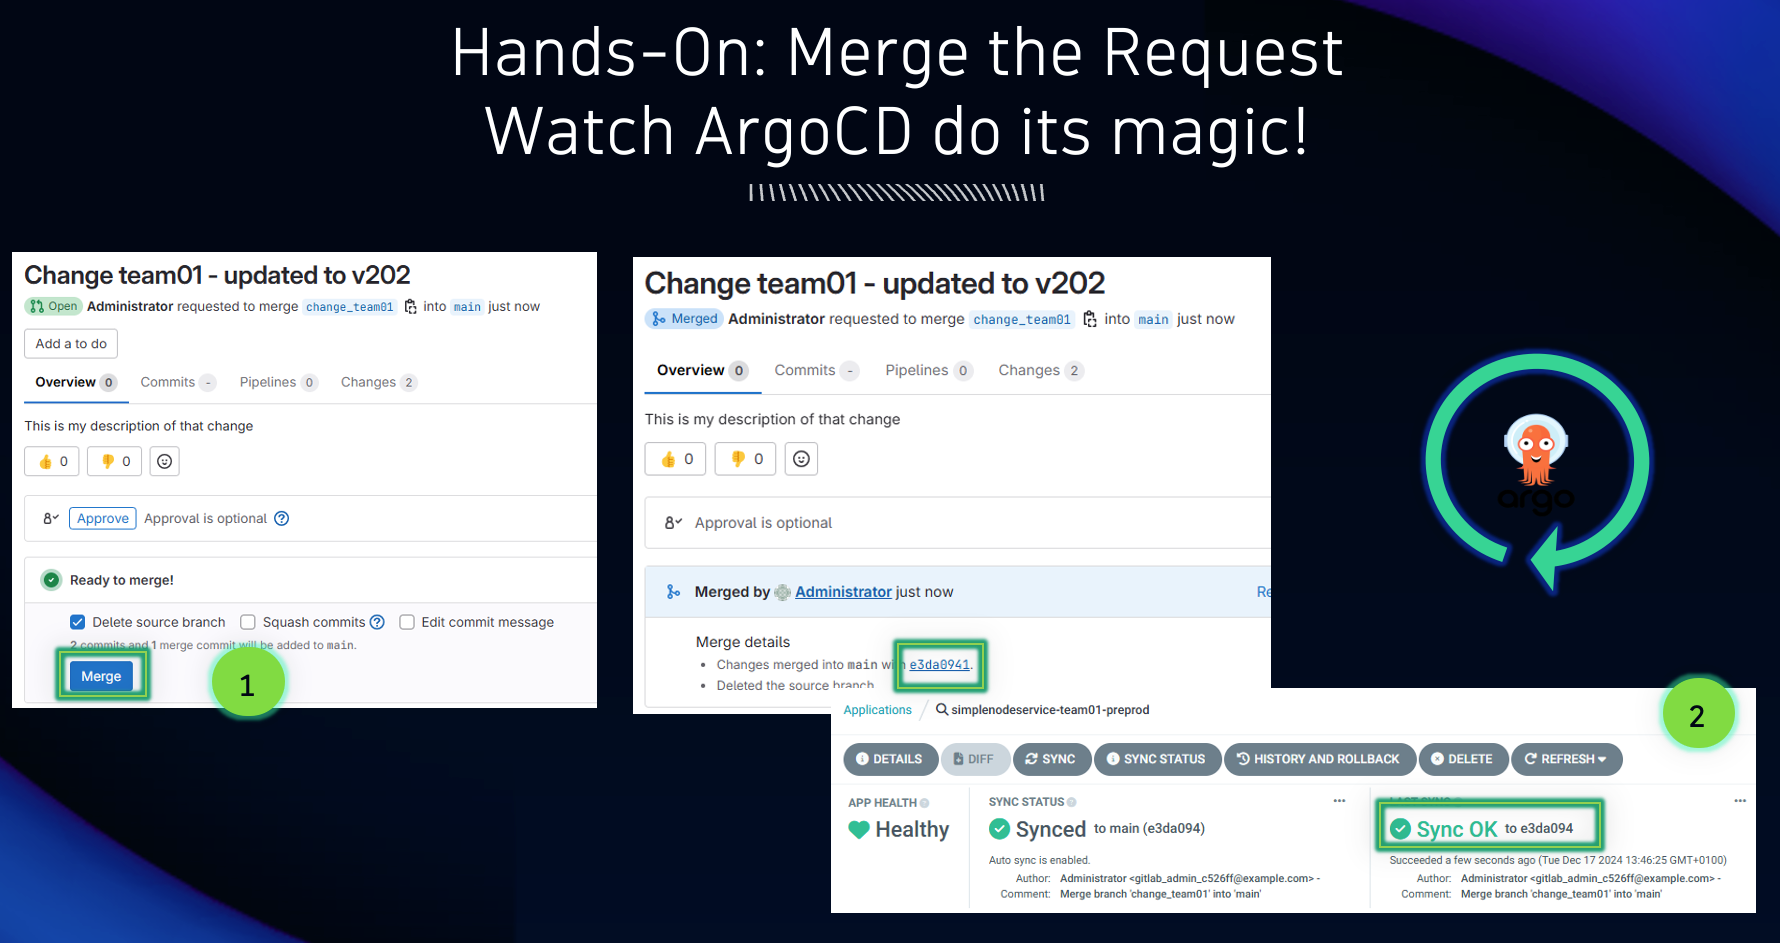 Hands-On: Merge the Request
Watch ArgoCD do its magic!
Change team01 - updated to v202
Open Administrator requested to merge change_team01 into main just now
Add a to do
Overview 0 Commits - Pipelines 0 Changes 2
This is my description of that change
0 0
Approve Approval is optional
Ready to merge!
Delete source branch Squash commits Edit commit message
2 commits and 1 merge commit will be added to main.
Merge
1
Change team01 - updated to v202
Merged Administrator requested to merge change_team01 into main just now
Overview 0 Commits - Pipelines 0 Changes 2
This is my description of that change
0 0
Approval is optional
Merged by Administrator just now Re
Merge details
Changes merged into main with e3da0941.
Deleted the source branch
argo
2
Applications simplenodeservice-team01-preprod
DETAILS DIFF SYNC SYNC STATUS HISTORY AND ROLLBACK DELETE REFRESH
APP HEALTH
Healthy
SYNC STATUS
Synced to main (e3da094)
Auto sync is enabled.
Author: Administrator <gitlab_admin_c526ff@example.com> -
Comment: Merge branch 'change_team01' into 'main'
LAST SYNC
Sync OK to e3da094
Succeeded a few seconds ago (Tue Dec 17 2024 13:46:25 GMT+0100)
Author: Administrator <gitlab_admin_c526ff@example.com> -
Comment: Merge branch 'change_team01' into 'main'